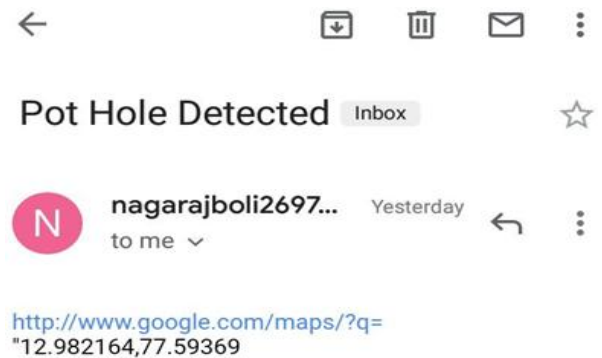 Pot Hole Detected Inbox
N
nagarajboli2697... Yesterday
to me
http://www.google.com/maps/?q=
"12.982164,77.59369